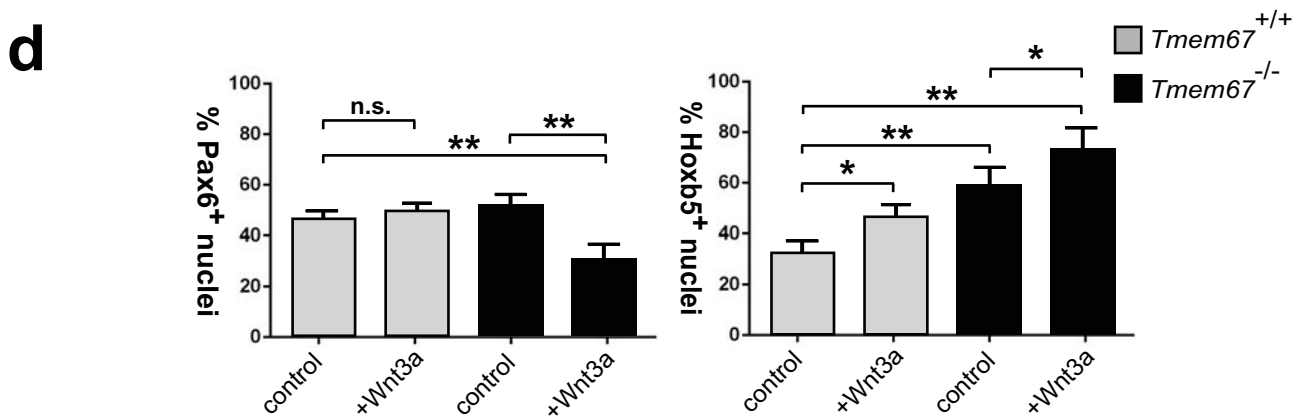 d
Tmem67+/+
Tmem67-/-
% Pax6+ nuclei
100
80
60
40
20
0
n.s.
**
**
control
+Wnt3a
control
+Wnt3a
% Hoxb5+ nuclei
100
80
60
40
20
0
*
**
**
*
control
+Wnt3a
control
+Wnt3a